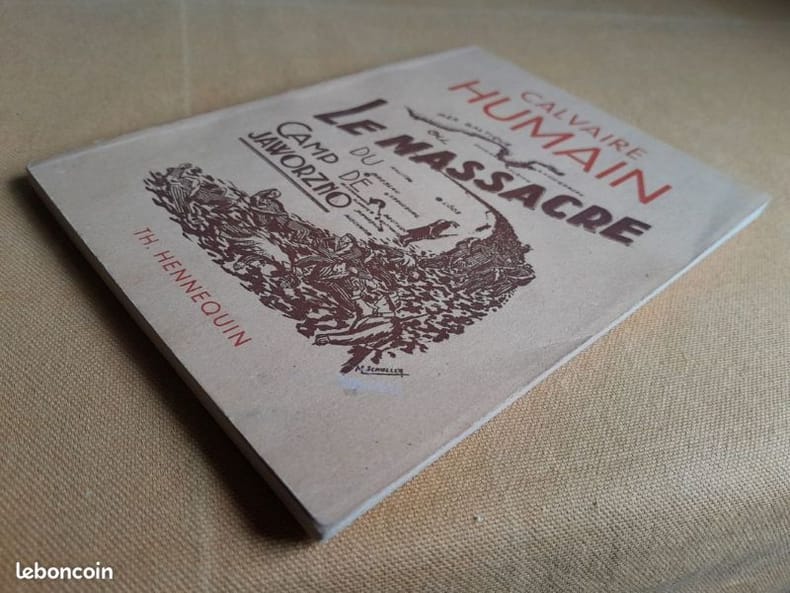 CALVAIRE
HUMAIN
OU
LE MASSACRE
DU
CAMP DE
JAWORZNO
TH. HENNEQUIN
leboncoin